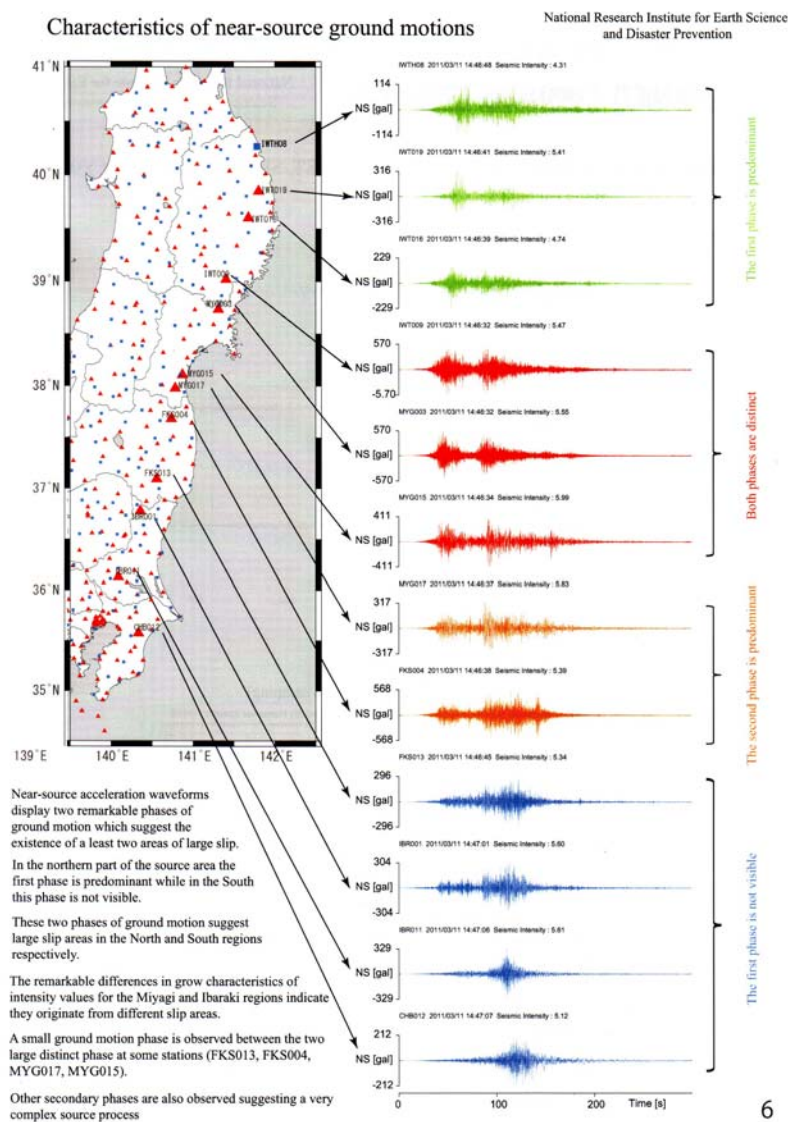 Characteristics of near-source ground motions
National Research Institute for Earth Science
and Disaster Prevention
41°N
40°N
39°N
38°N
37°N
36°N
35°N
139°E
140°E
141°E
142°E
IWTH08
IWT009
MYG015
MYG017
FKS004
FKS013
IBR001
CHB012
IWTH08 2011/03/11 14:46:48 Seismic Intensity : 4.31
114
NS [gal]
-114
IWT019 2011/03/11 14:46:41 Seismic Intensity : 5.41
316
NS [gal]
-316
IWT016 2011/03/11 14:46:39 Seismic Intensity : 4.74
229
NS [gal]
-229
The first phase is predominant
IWT009 2011/03/11 14:46:32 Seismic Intensity : 5.47
570
NS [gal]
-5.70
MYG003 2011/03/11 14:46:32 Seismic Intensity : 5.55
570
NS [gal]
-570
MYG015 2011/03/11 14:46:34 Seismic Intensity : 5.99
411
NS [gal]
-411
Both phases are distinct
MYG017 2011/03/11 14:46:37 Seismic Intensity : 5.83
317
NS [gal]
-317
FKS004 2011/03/11 14:46:38 Seismic Intensity : 5.39
568
NS [gal]
-568
The second phase is predominant
FKS013 2011/03/11 14:46:45 Seismic Intensity : 5.34
296
NS [gal]
-296
IBR001 2011/03/11 14:47:01 Seismic Intensity : 5.60
304
NS [gal]
-304
IBR011 2011/03/11 14:47:06 Seismic Intensity : 5.61
329
NS [gal]
-329
CHB012 2011/03/11 14:47:07 Seismic Intensity : 5.12
212
NS [gal]
-212
The first phase is not visible
0
100
200
Time [s]
Near-source acceleration waveforms
display two remarkable phases of
ground motion which suggest the
existence of a least two areas of large slip.
In the northern part of the source area the
first phase is predominant while in the South
this phase is not visible.
These two phases of ground motion suggest
large slip areas in the North and South regions
respectively.
The remarkable differences in grow characteristics of
intensity values for the Miyagi and Ibaraki regions indicate
they originate from different slip areas.
A small ground motion phase is observed between the two
large distinct phase at some stations (FKS013, FKS004,
MYG017, MYG015).
Other secondary phases are also observed suggesting a very
complex source process
6